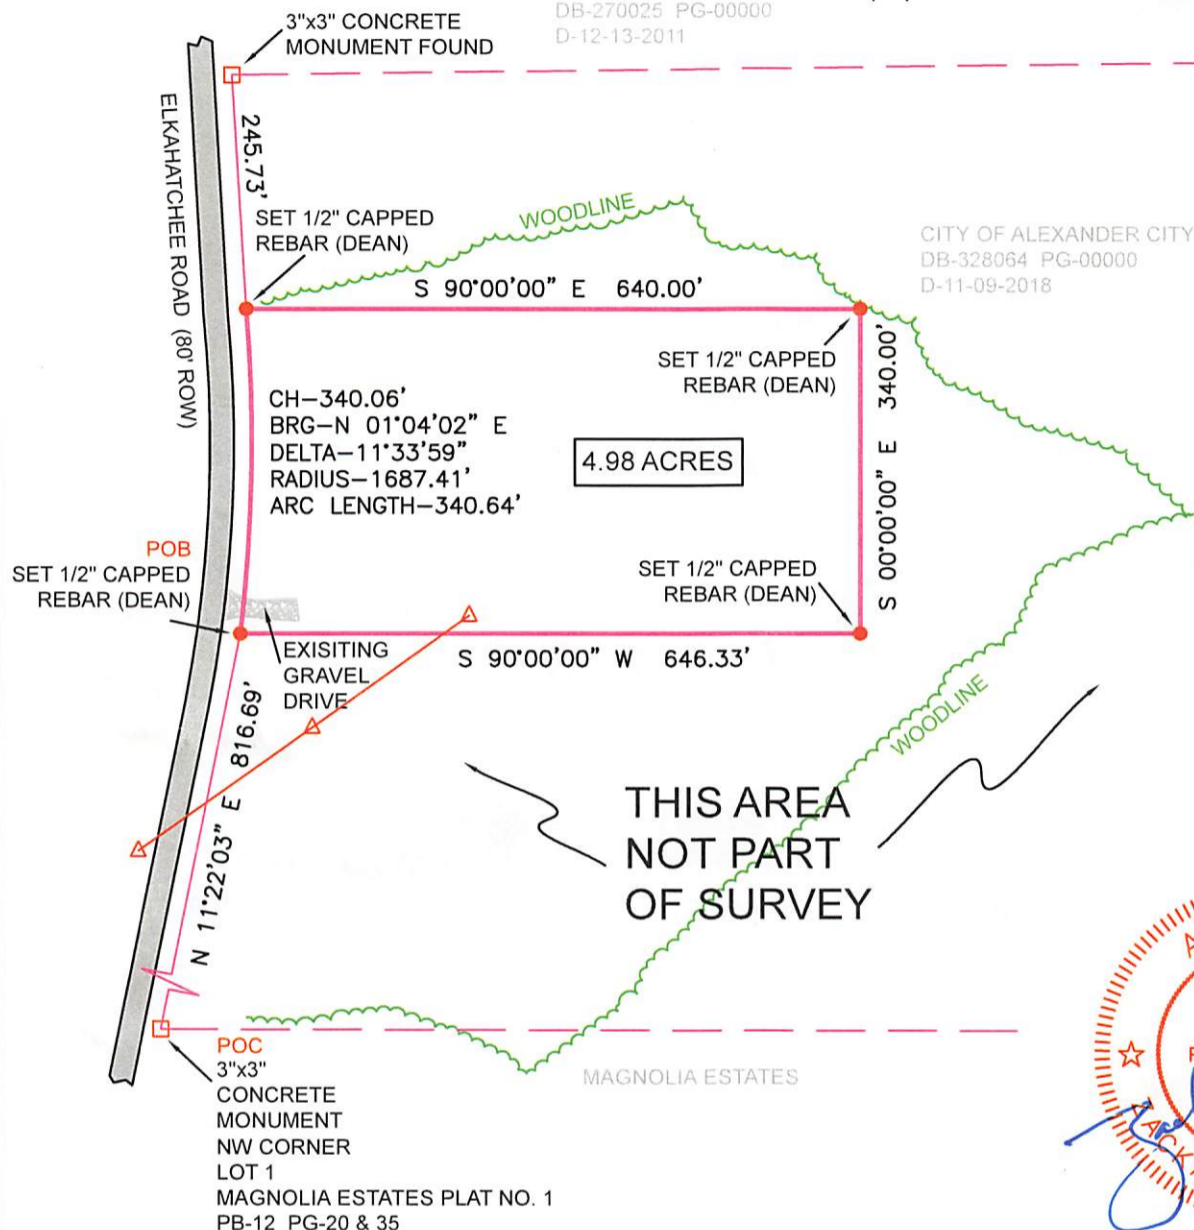 DB-270025 PG-00000
D-12-13-2011
3"x3" CONCRETE
MONUMENT FOUND
ELKAHATCHEE ROAD (80' ROW)
245.73'
SET 1/2" CAPPED
REBAR (DEAN)
WOODLINE
CITY OF ALEXANDER CITY
DB-328064 PG-00000
D-11-09-2018
S 90°00'00" E 640.00'
SET 1/2" CAPPED
REBAR (DEAN)
S 00°00'00" E 340.00'
CH-340.06'
BRG-N 01°04'02" E
DELTA-11°33'59"
RADIUS-1687.41'
ARC LENGTH-340.64'
4.98 ACRES
POB
SET 1/2" CAPPED
REBAR (DEAN)
SET 1/2" CAPPED
REBAR (DEAN)
EXISITING
GRAVEL
DRIVE
S 90°00'00" W 646.33'
N 11°22'03" E 816.69'
WOODLINE
THIS AREA
NOT PART
OF SURVEY
POC
3"x3"
CONCRETE
MONUMENT
NW CORNER
LOT 1
MAGNOLIA ESTATES PLAT NO. 1
PB-12 PG-20 & 35
MAGNOLIA ESTATES